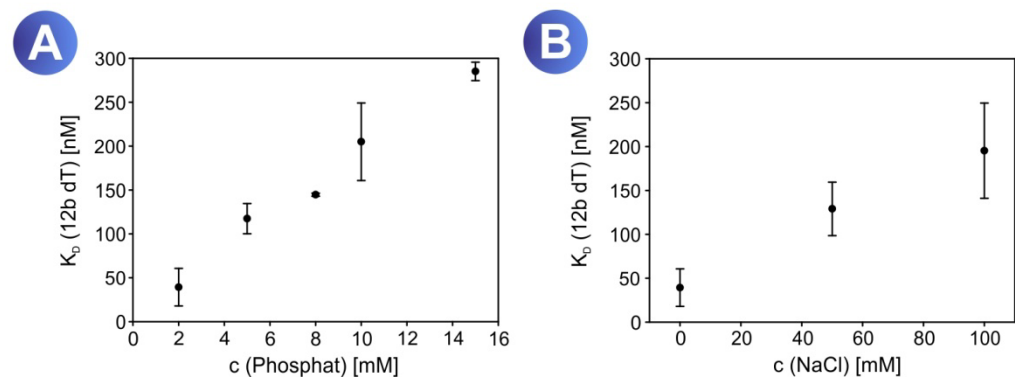 A
B
K_D (12b dT) [nM]
300
250
200
150
100
50
0
0 2 4 6 8 10 12 14 16
c (Phosphat) [mM]
K_D (12b dT) [nM]
300
250
200
150
100
50
0
0 20 40 60 80 100
c (NaCl) [mM]